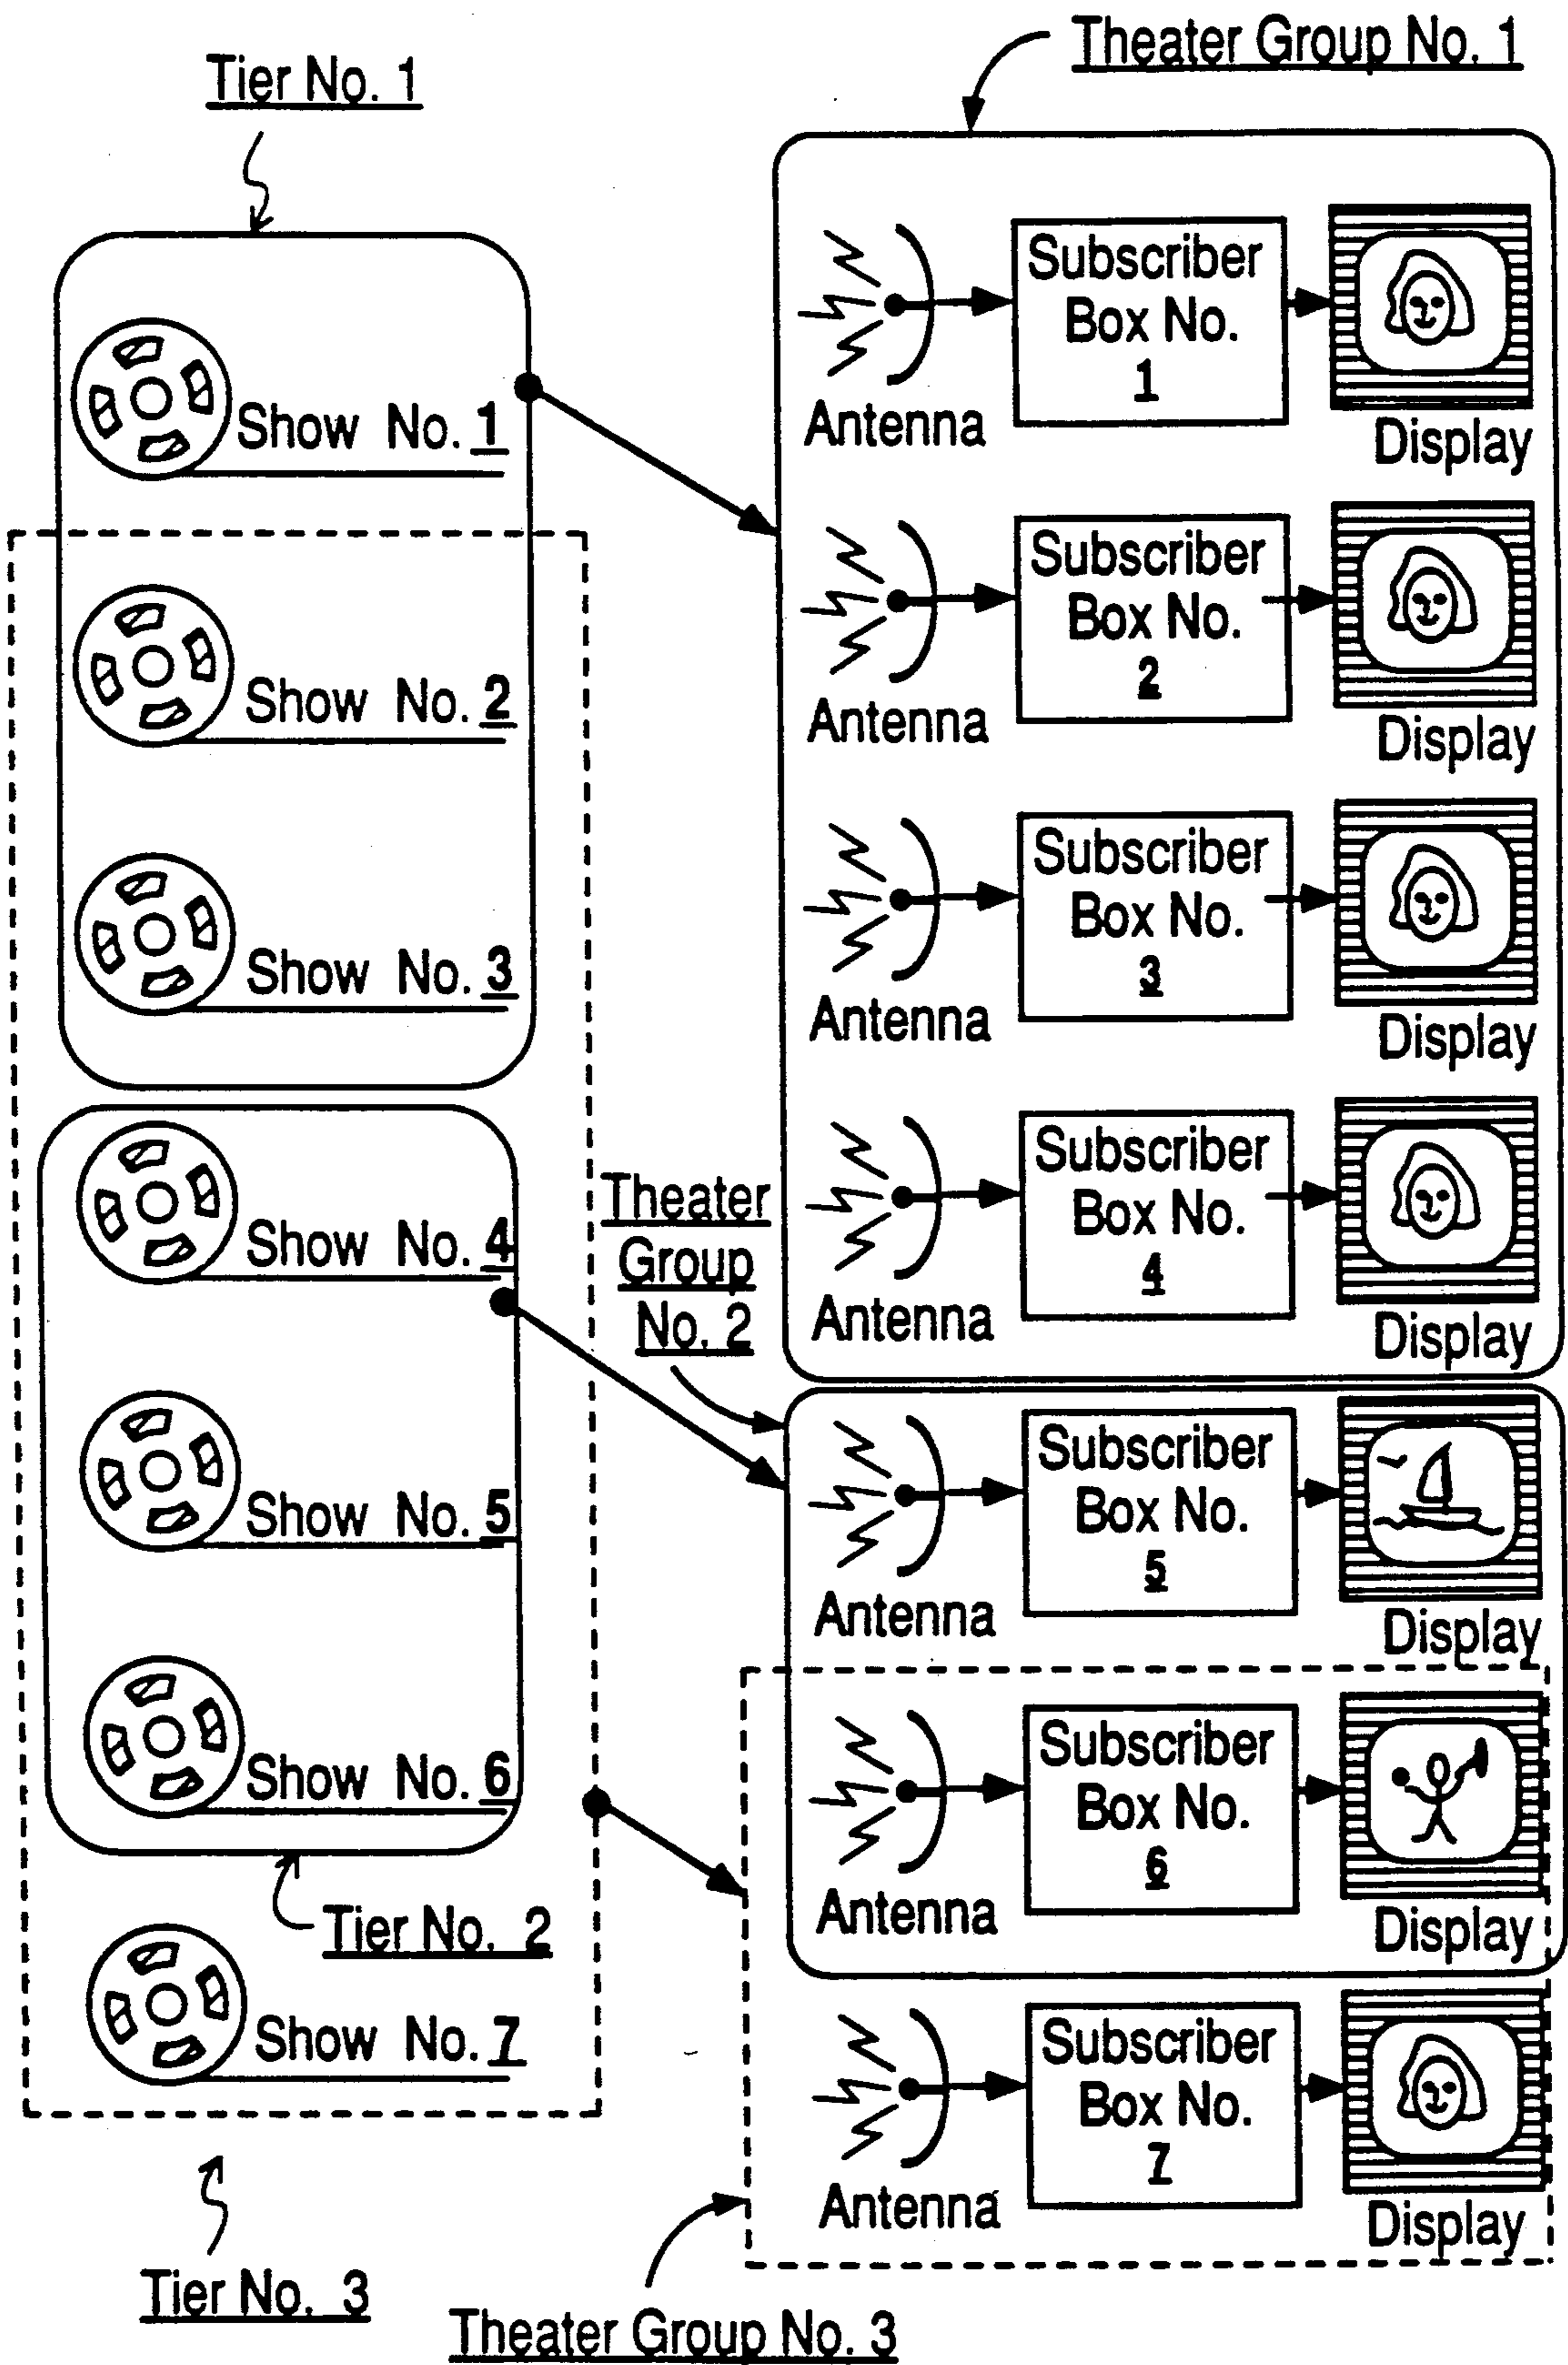 Theater Group No. 1
Tier No. 1
Show No. 1
Show No. 2
Show No. 3
Show No. 4
Show No. 5
Show No. 6
Tier No. 2
Show No. 7
Tier No. 3
Antenna
Subscriber
Box No.
1
Display
Antenna
Subscriber
Box No.
2
Display
Antenna
Subscriber
Box No.
3
Display
Antenna
Subscriber
Box No.
4
Display
Theater
Group
No. 2
Antenna
Subscriber
Box No.
5
Display
Antenna
Subscriber
Box No.
6
Display
Antenna
Subscriber
Box No.
7
Display
Theater Group No. 3